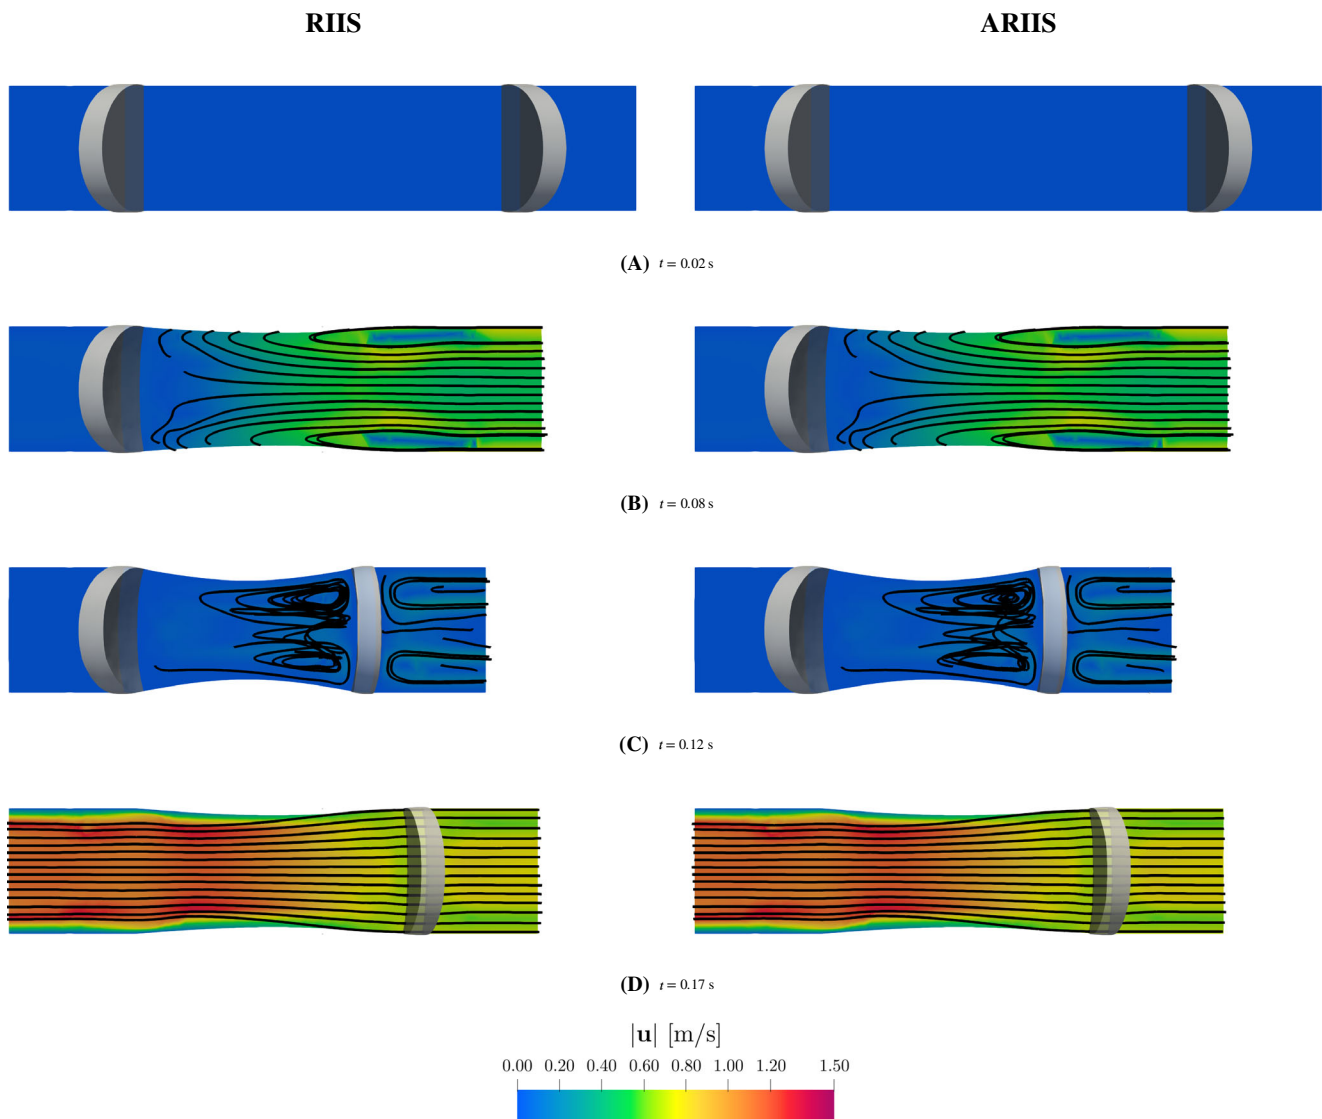 RIIS ARIIS
(A) t = 0.02 s
(B) t = 0.08 s
(C) t = 0.12 s
(D) t = 0.17 s
|u| [m/s]
0.00 0.20 0.40 0.60 0.80 1.00 1.20 1.50